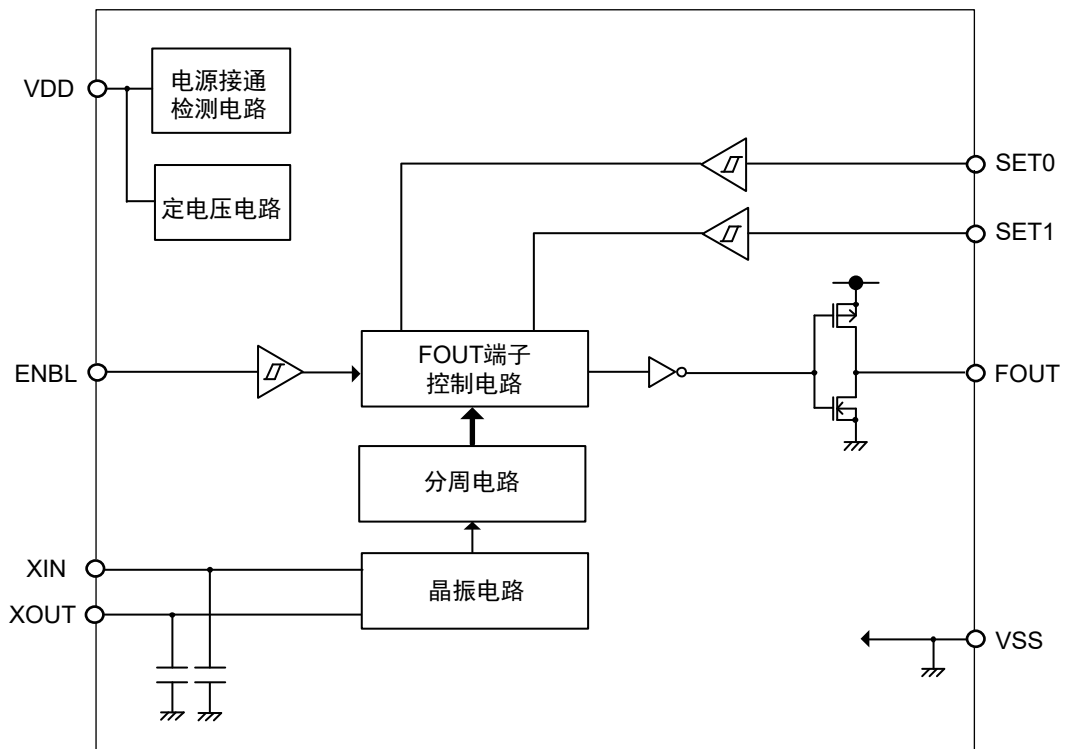 VDD
电源接通
检测电路
定电压电路
SET0
SET1
ENBL
FOUT端子
控制电路
FOUT
分周电路
XIN
XOUT
晶振电路
VSS